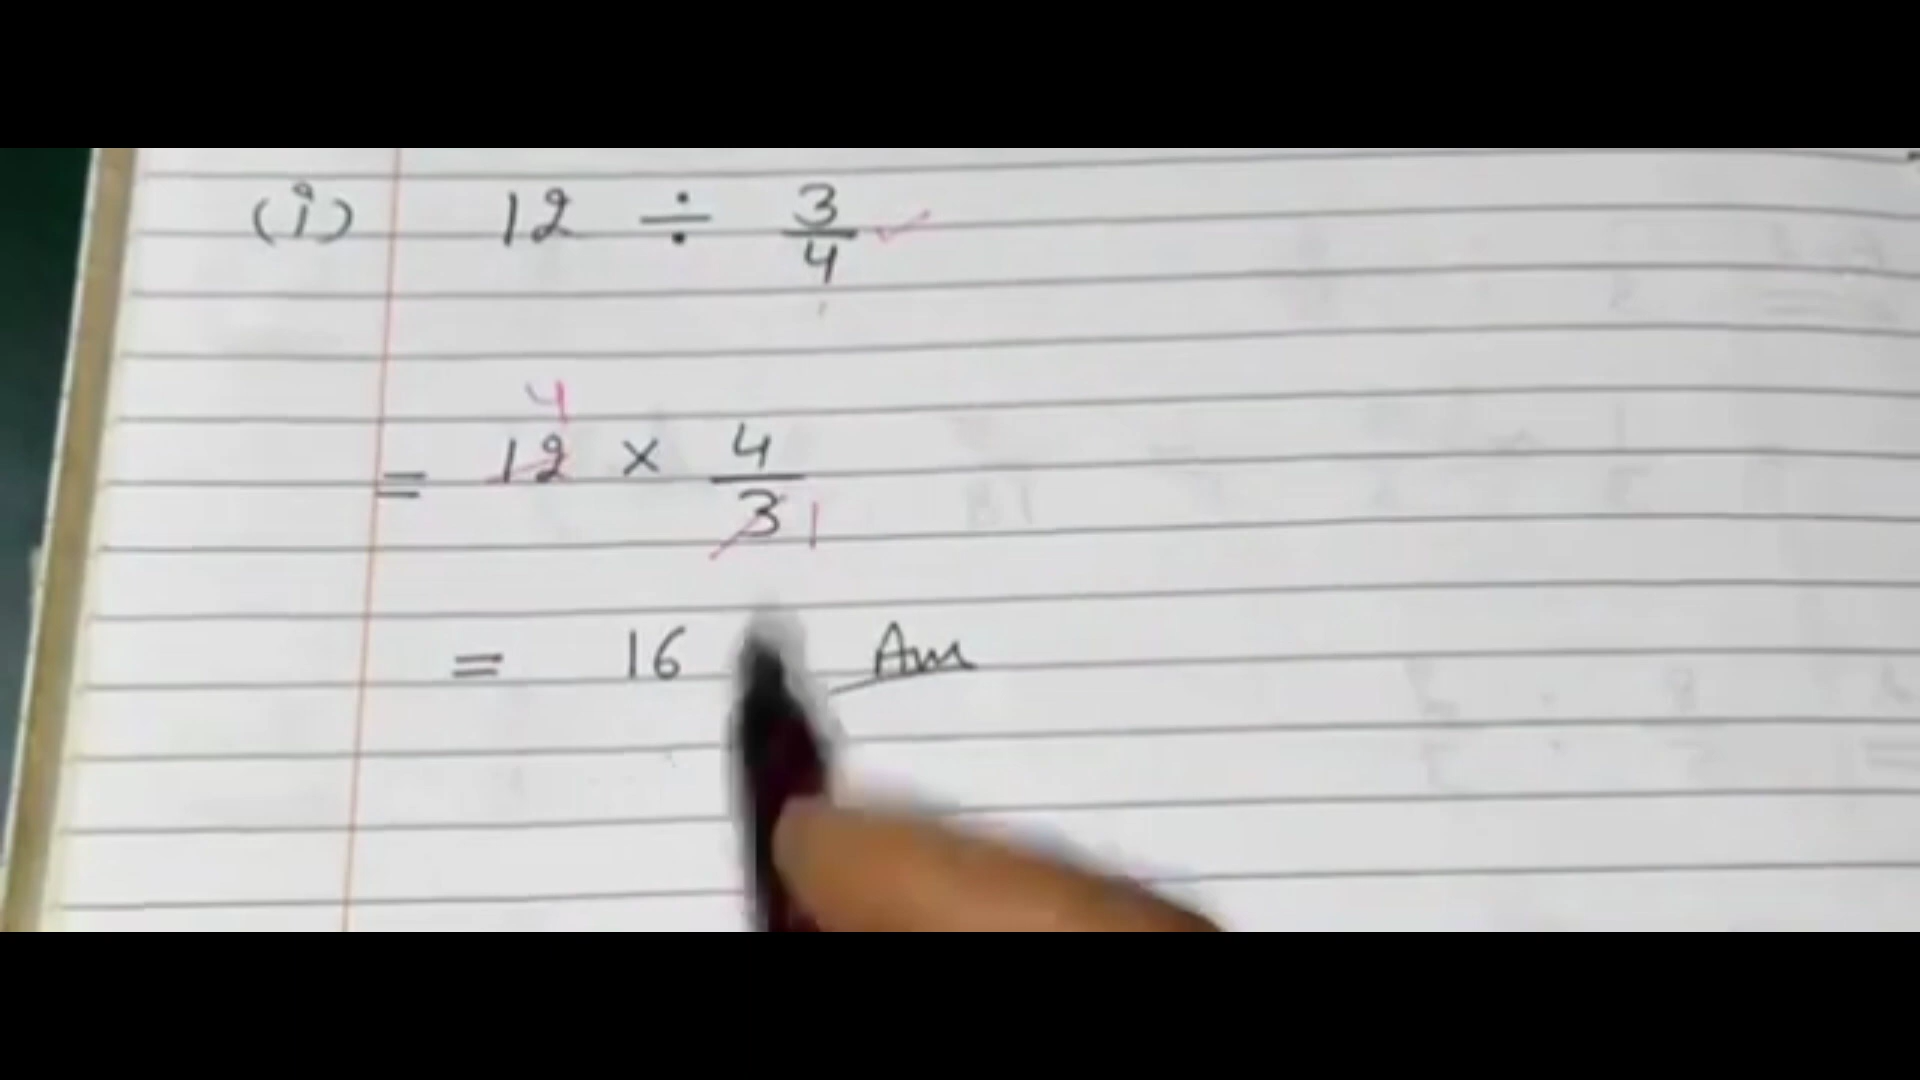 (i) 12 ÷ 3/4
4
= 12 × 4/3 1
= 16 Ans